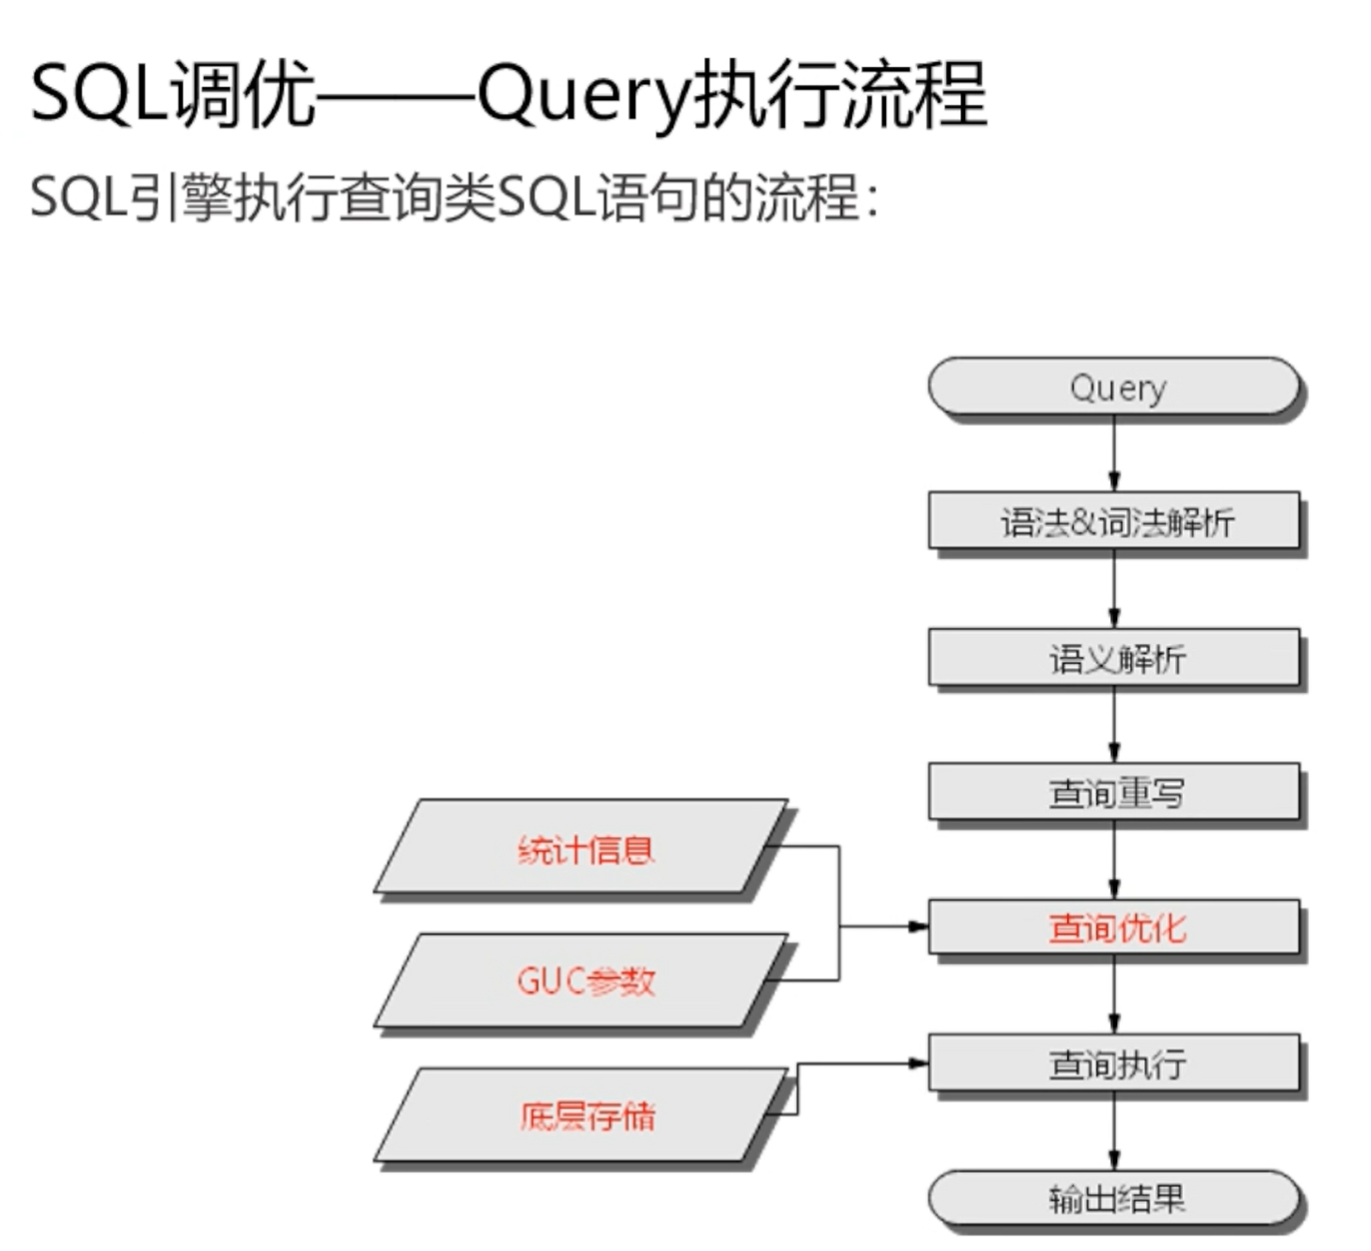 SQL调优——Query执行流程
SQL引擎执行查询类SQL语句的流程：
Query
语法&词法解析
语义解析
查询重写
统计信息
查询优化
GUC参数
查询执行
底层存储
输出结果